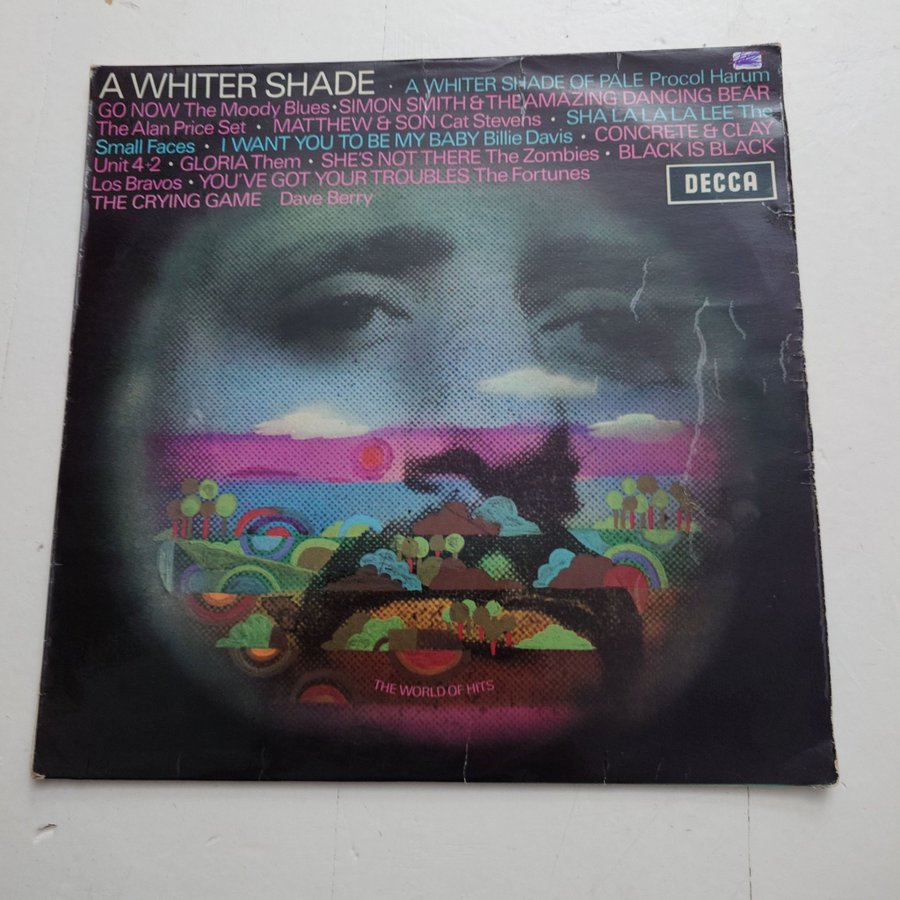 A WHITER SHADE · A WHITER SHADE OF PALE Procol Harum
GO NOW The Moody Blues · SIMON SMITH & THE AMAZING DANCING BEAR
The Alan Price Set · MATTHEW & SON Cat Stevens · SHA LA LA LA LEE The
Small Faces · I WANT YOU TO BE MY BABY Billie Davis · CONCRETE & CLAY
Unit 4+2 · GLORIA Them · SHE'S NOT THERE The Zombies · BLACK IS BLACK
Los Bravos · YOU'VE GOT YOUR TROUBLES The Fortunes
THE CRYING GAME Dave Berry
DECCA
THE WORLD OF HITS